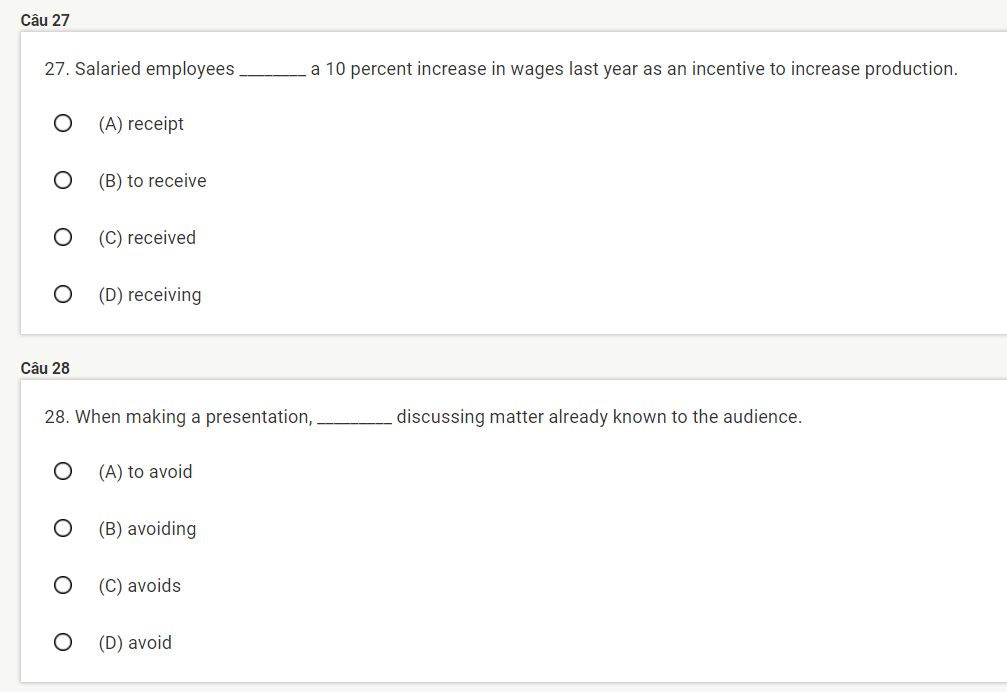 Câu 27
27. Salaried employees ________ a 10 percent increase in wages last year as an incentive to increase production.
(A) receipt
(B) to receive
(C) received
(D) receiving
Câu 28
28. When making a presentation, _________ discussing matter already known to the audience.
(A) to avoid
(B) avoiding
(C) avoids
(D) avoid